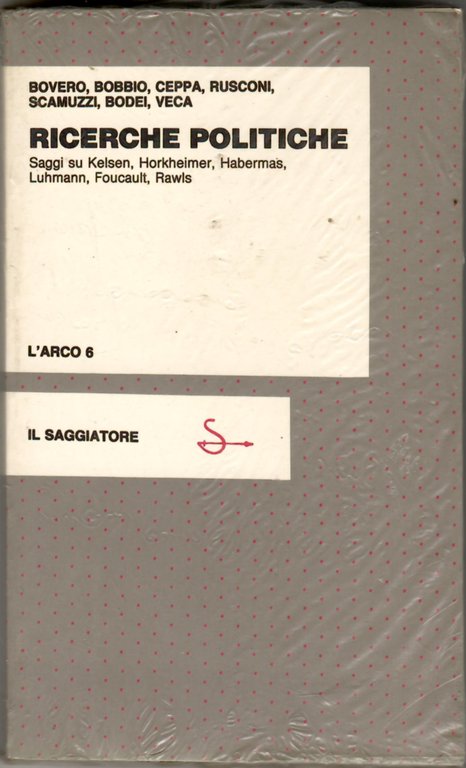 BOVERO, BOBBIO, CEPPA, RUSCONI,
SCAMUZZI, BODEI, VECA
RICERCHE POLITICHE
Saggi su Kelsen, Horkheimer, Habermas,
Luhmann, Foucault, Rawls
L'ARCO 6
IL SAGGIATORE